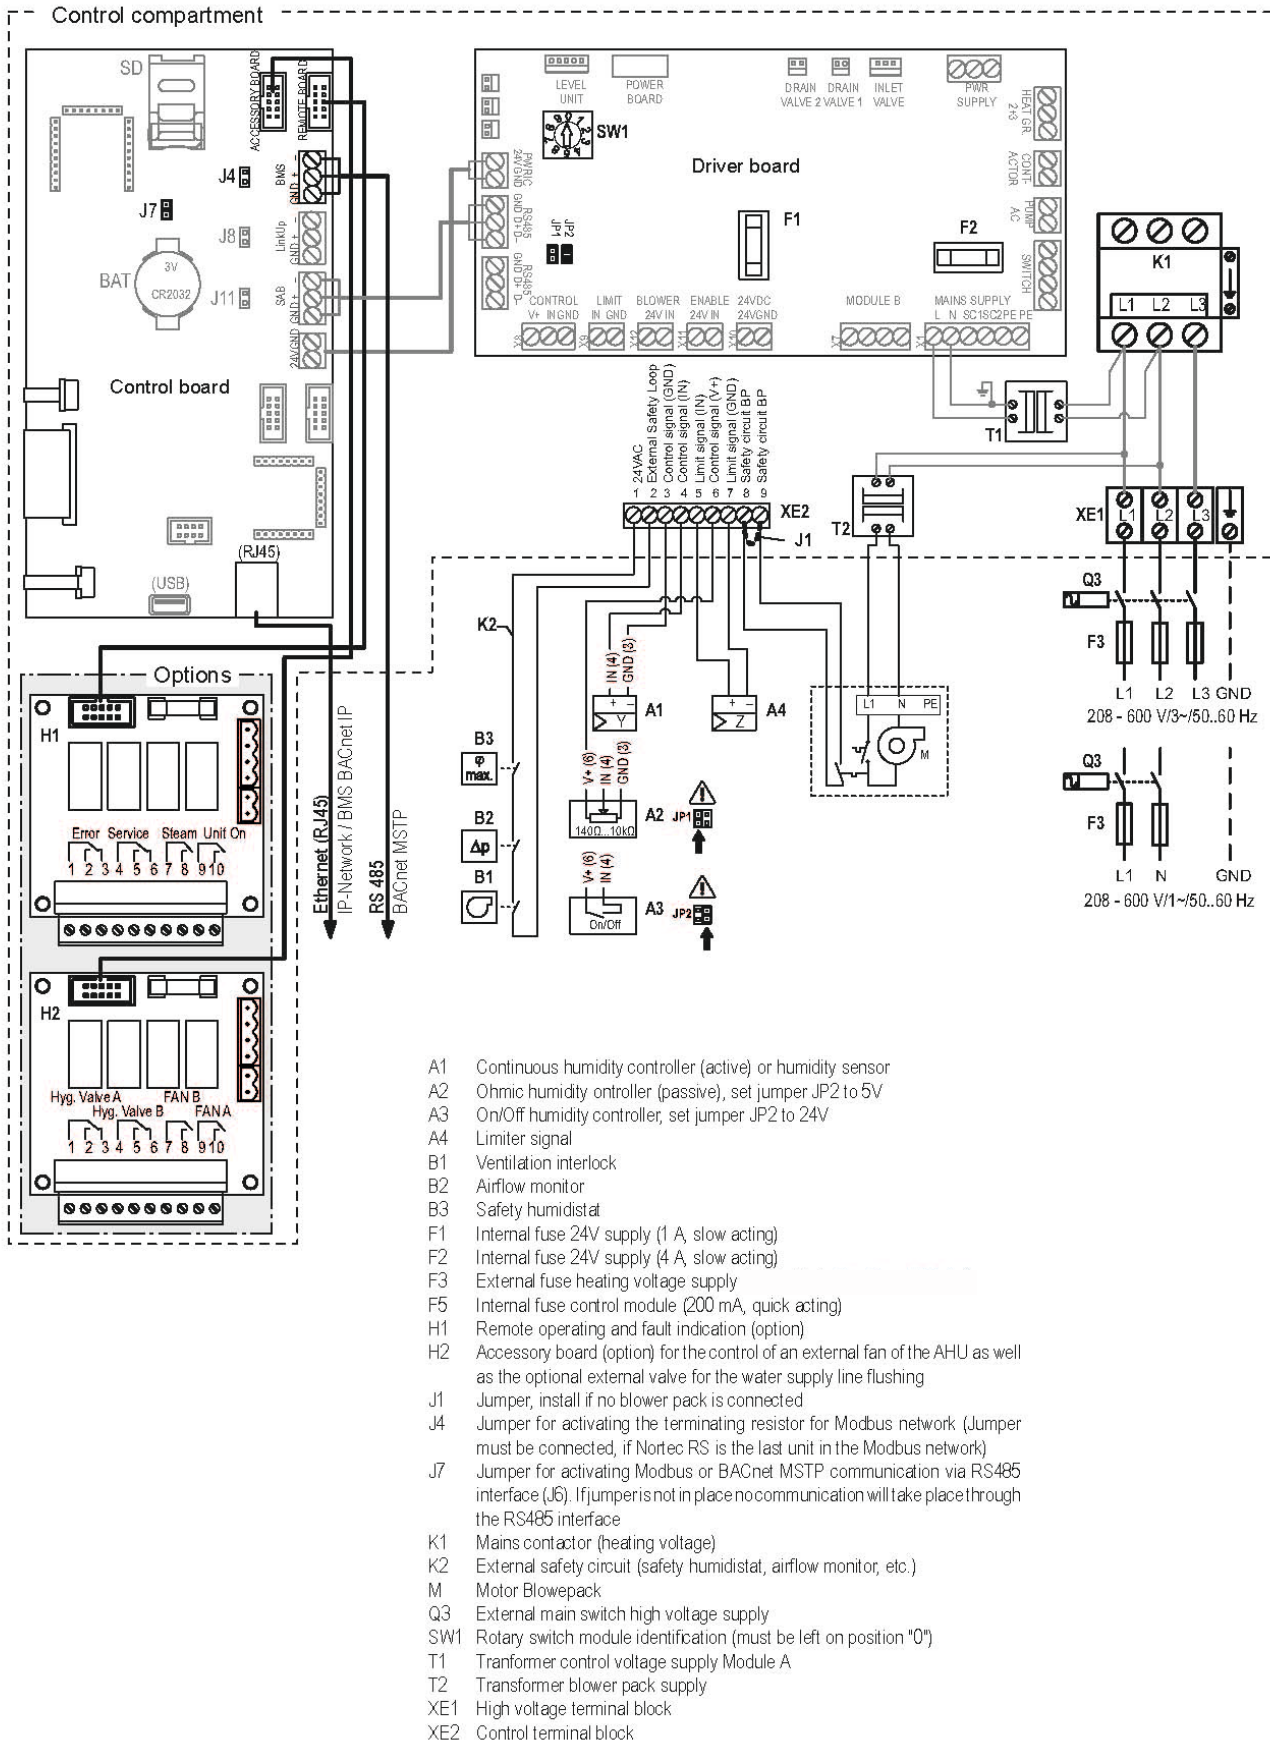 Control compartment
SD
ACCESSORY BOARD
REMOTE BOARD
J4
BMS
GND + -
J7
J8
LinkUp
GND + -
BAT
3V
CR2032
J11
SAB
GND + -
24VGND
Control board
(RJ45)
(USB)
LEVEL
UNIT
POWER
BOARD
DRAIN
VALVE 2
DRAIN
VALVE 1
INLET
VALVE
PWR
SUPPLY
HEAT GR.
2+3
SW1
Driver board
CONT-
ACTOR
PWRIC
24VGND
RS485
GND D+D-
JP1
JP2
F1
F2
PUMP
AC
SWITCH
RS485
GND D+ D-
CONTROL
V+ IN GND
X8
LIMIT
IN GND
X9
BLOWER
24V IN
X12
ENABLE
24V IN
X11
24VDC
24VGND
X10
MODULE B
X7
MAINS SUPPLY
L N SC1SC2PE PE
X1
K1
L1 L2 L3
T1
24VAC
External Safety Loop
Control signal (GND)
Control signal (IN)
Limit signal (IN)
Control signal (V+)
Limit signal (GND)
Safety circuit BP
Safety circuit BP
1 2 3 4 5 6 7 8 9
XE2
J1
T2
XE1
L1 L2 L3
Q3
F3
L1 L2 L3 GND
208 - 600 V/3~/50..60 Hz
Q3
F3
L1 N GND
208 - 600 V/1~/50..60 Hz
K2
IN (4)
GND (3)
+ -
Y
A1
+ -
Z
A4
L1 N PE
M
B3
φ
max.
V+ (6)
IN (4)
GND (3)
140Ω...10kΩ
A2
JP1
B2
Δp
B1
V+ (6)
IN (4)
On/Off
A3
JP2
Options
H1
Error Service Steam Unit On
1 2 3 4 5 6 7 8 9 10
H2
Hyg. Valve A FAN B
Hyg. Valve B FAN A
1 2 3 4 5 6 7 8 9 10
Ethernet (RJ45)
IP-Network / BMS BACnet IP
RS 485
BACnet MSTP
A1 Continuous humidity controller (active) or humidity sensor
A2 Ohmic humidity ontroller (passive), set jumper JP2 to 5V
A3 On/Off humidity controller, set jumper JP2 to 24V
A4 Limiter signal
B1 Ventilation interlock
B2 Airflow monitor
B3 Safety humidistat
F1 Internal fuse 24V supply (1 A, slow acting)
F2 Internal fuse 24V supply (4 A, slow acting)
F3 External fuse heating voltage supply
F5 Internal fuse control module (200 mA, quick acting)
H1 Remote operating and fault indication (option)
H2 Accessory board (option) for the control of an external fan of the AHU as well
as the optional external valve for the water supply line flushing
J1 Jumper, install if no blower pack is connected
J4 Jumper for activating the terminating resistor for Modbus network (Jumper
must be connected, if Nortec RS is the last unit in the Modbus network)
J7 Jumper for activating Modbus or BACnet MSTP communication via RS485
interface (J6). If jumper is not in place no communication will take place through
the RS485 interface
K1 Mains contactor (heating voltage)
K2 External safety circuit (safety humidistat, airflow monitor, etc.)
M Motor Blowepack
Q3 External main switch high voltage supply
SW1 Rotary switch module identification (must be left on position "0")
T1 Tranformer control voltage supply Module A
T2 Transformer blower pack supply
XE1 High voltage terminal block
XE2 Control terminal block